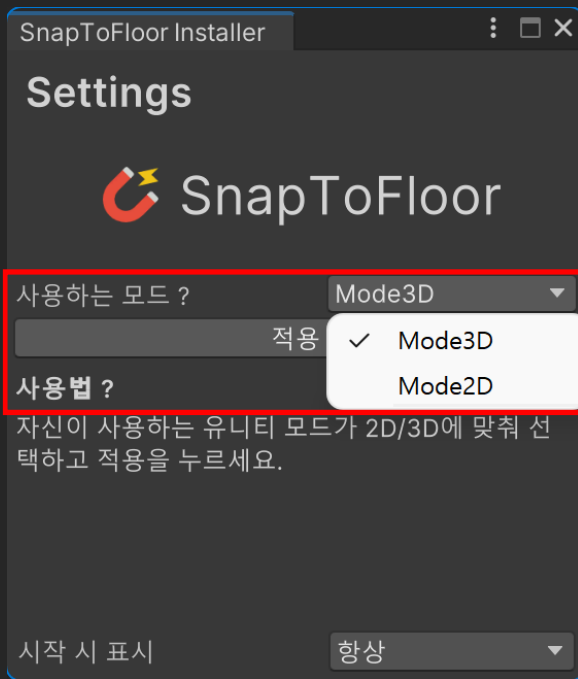 SnapToFloor Installer
Settings
SnapToFloor
사용하는 모드 ? Mode3D
적용 Mode3D
사용법 ? Mode2D
자신이 사용하는 유니티 모드가 2D/3D에 맞춰 선
택하고 적용을 누르세요.
시작 시 표시 항상